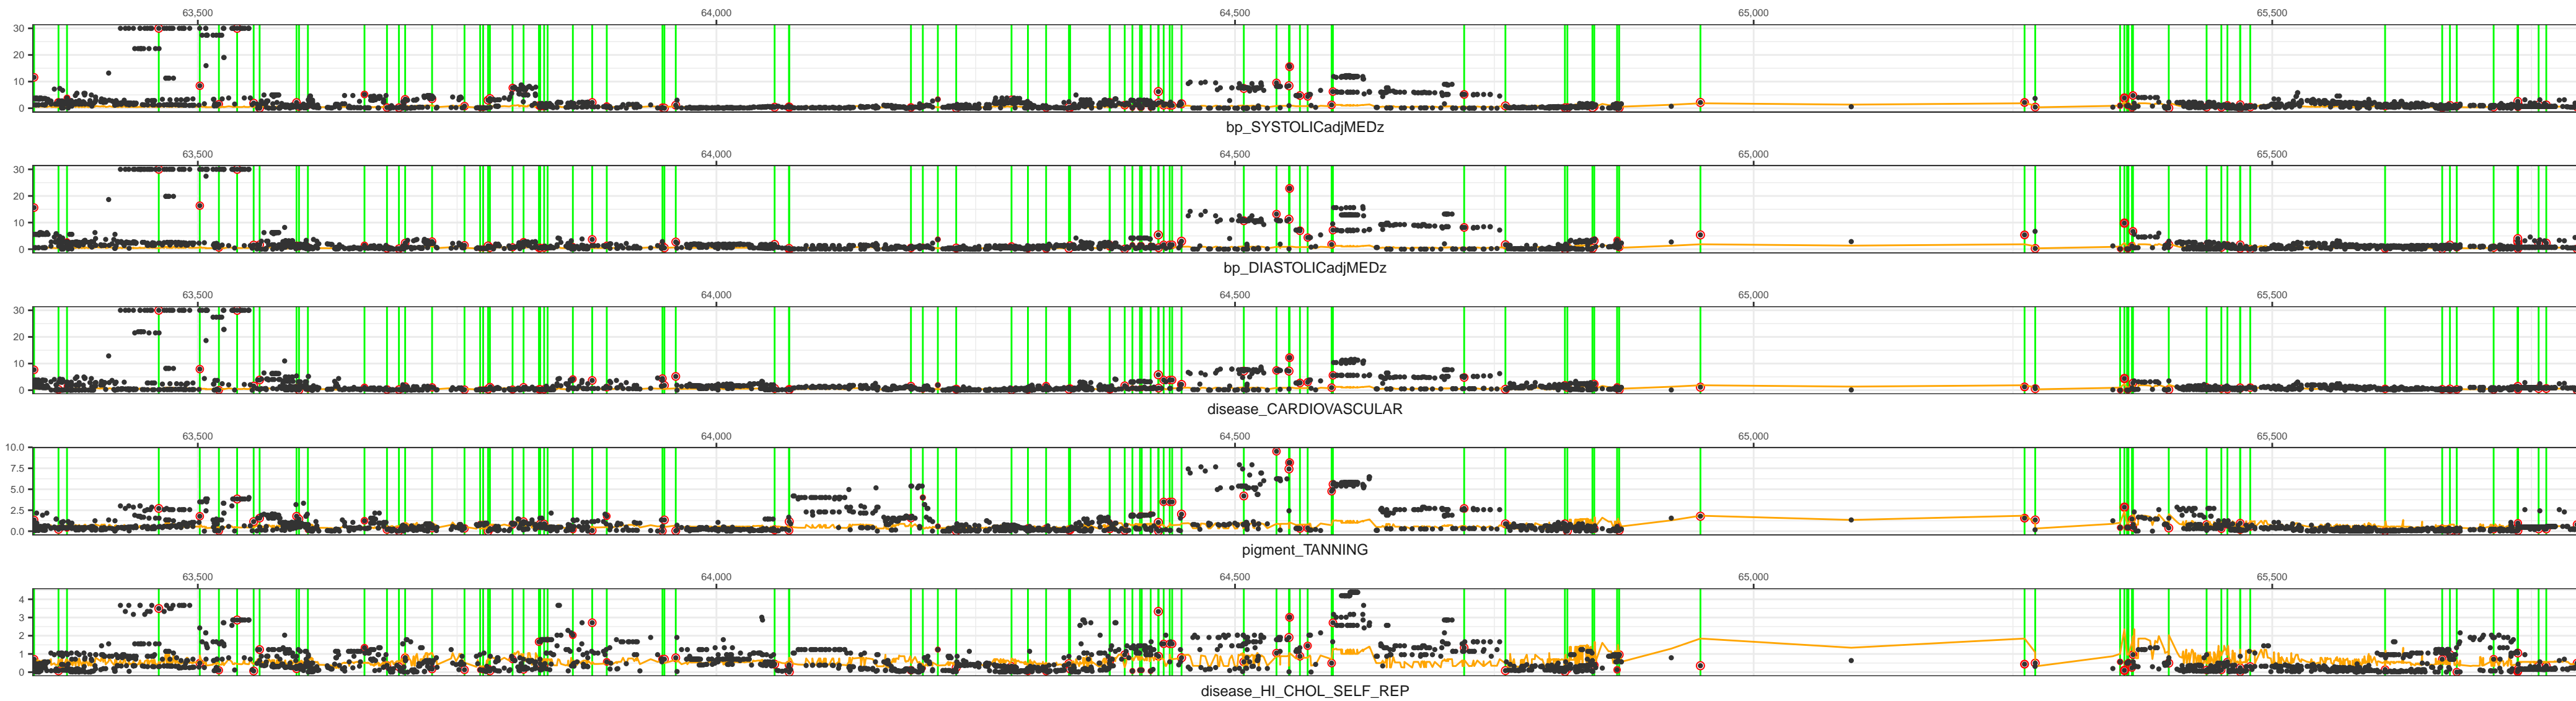 63,500 64,000 64,500 65,000 65,500
30
20
10
0
bp_SYSTOLICadjMEDz
63,500 64,000 64,500 65,000 65,500
30
20
10
0
bp_DIASTOLICadjMEDz
63,500 64,000 64,500 65,000 65,500
30
20
10
0
disease_CARDIOVASCULAR
63,500 64,000 64,500 65,000 65,500
10.0
7.5
5.0
2.5
0.0
pigment_TANNING
63,500 64,000 64,500 65,000 65,500
4
3
2
1
0
disease_HI_CHOL_SELF_REP